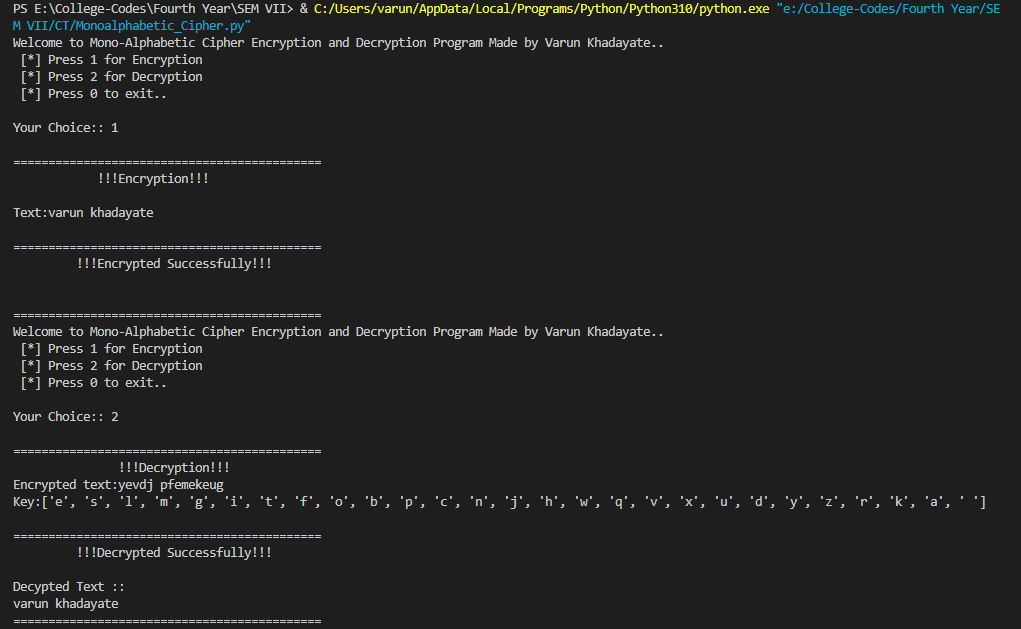 PS E:\College-Codes\Fourth Year\SEM VII> & C:/Users/varun/AppData/Local/Programs/Python/Python310/python.exe "e:/College-Codes/Fourth Year/SE
M VII/CT/Monoalphabetic_Cipher.py"
Welcome to Mono-Alphabetic Cipher Encryption and Decryption Program Made by Varun Khadayate..
[*] Press 1 for Encryption
[*] Press 2 for Decryption
[*] Press 0 to exit..
Your Choice:: 1
============================================
!!!Encryption!!!
Text:varun khadayate
============================================
!!!Encrypted Successfully!!!
============================================
Welcome to Mono-Alphabetic Cipher Encryption and Decryption Program Made by Varun Khadayate..
[*] Press 1 for Encryption
[*] Press 2 for Decryption
[*] Press 0 to exit..
Your Choice:: 2
============================================
!!!Decryption!!!
Encrypted text:yevdj pfemekeug
Key:['e', 's', 'l', 'm', 'g', 'i', 't', 'f', 'o', 'b', 'p', 'c', 'n', 'j', 'h', 'w', 'q', 'v', 'x', 'u', 'd', 'y', 'z', 'r', 'k', 'a', ' ']
============================================
!!!Decrypted Successfully!!!
Decypted Text ::
varun khadayate
============================================